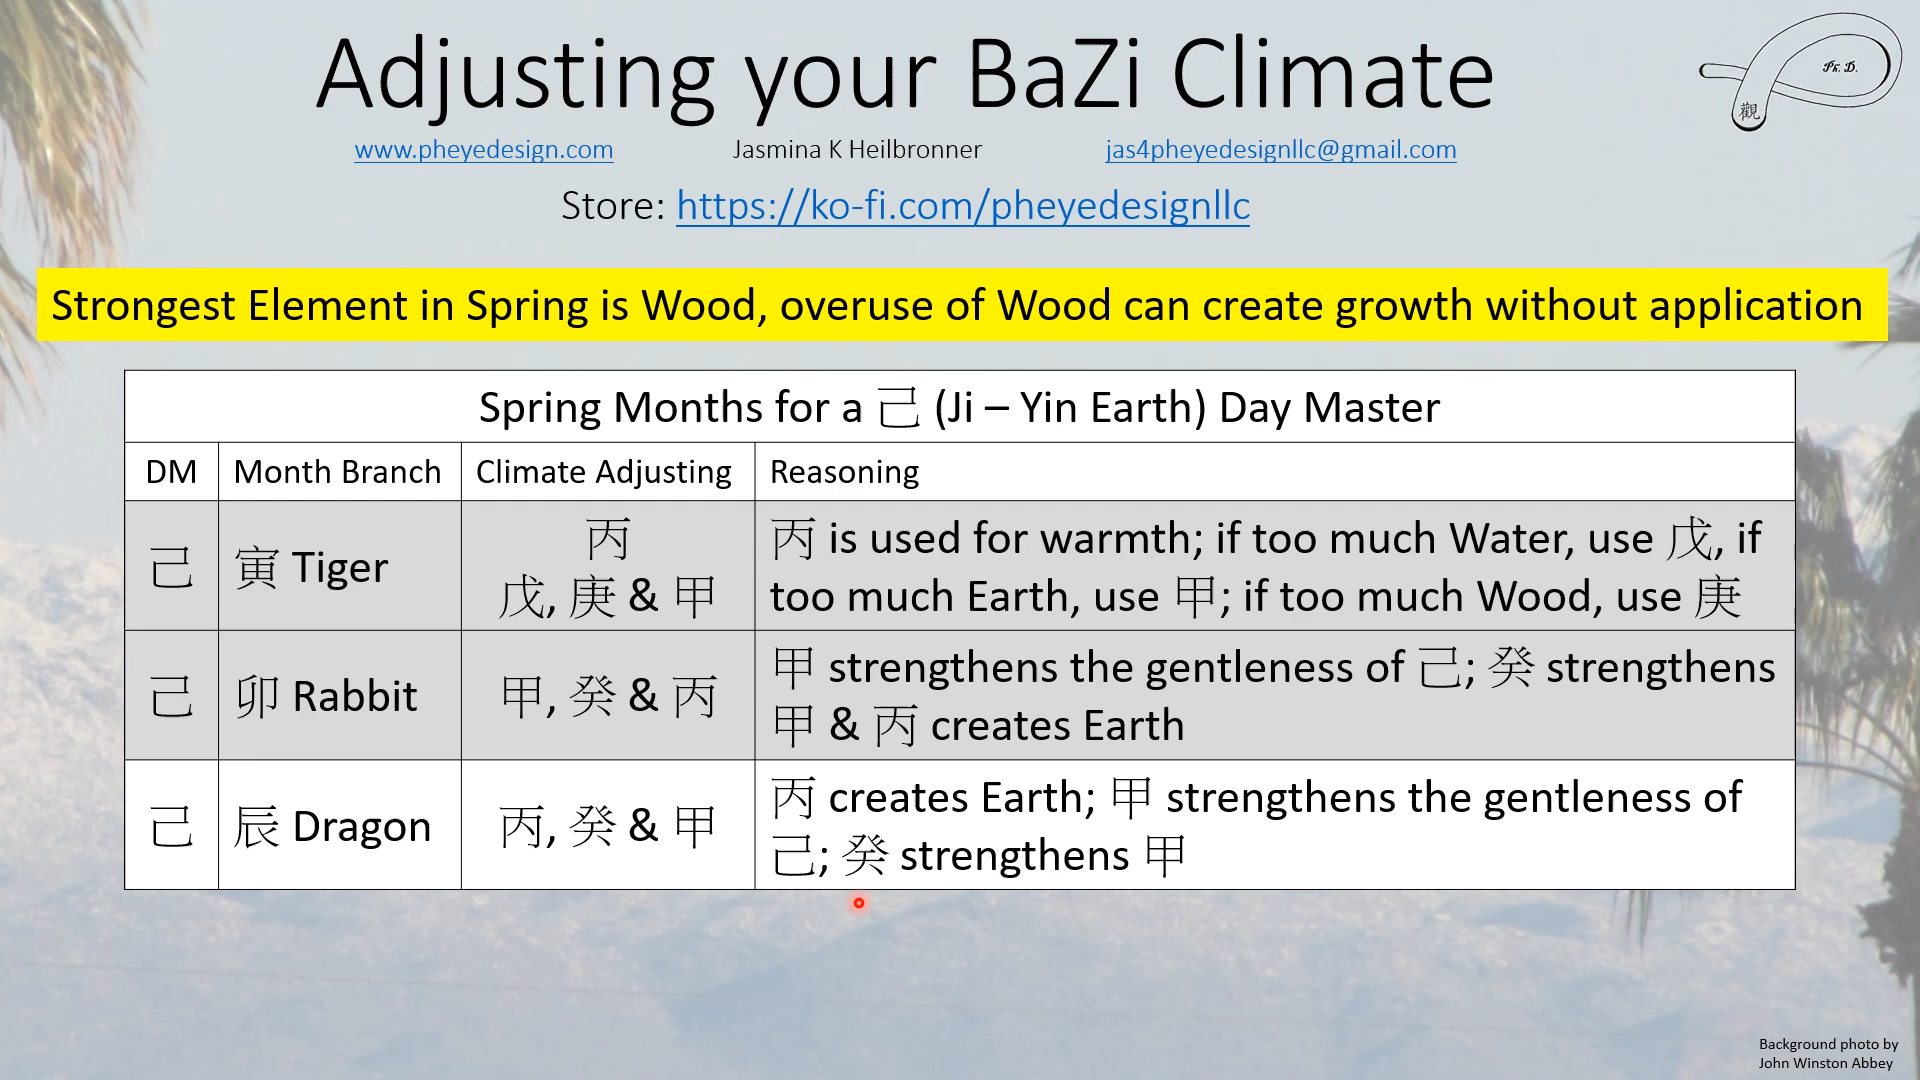 Adjusting your BaZi Climate
Ph. D.
觀
www.pheyedesign.com Jasmina K Heilbronner jas4pheyedesignllc@gmail.com
Store: https://ko-fi.com/pheyedesignllc
Strongest Element in Spring is Wood, overuse of Wood can create growth without application
Spring Months for a 己 (Ji – Yin Earth) Day Master
DM Month Branch Climate Adjusting Reasoning
己 寅 Tiger
丙
戊, 庚 & 甲
丙 is used for warmth; if too much Water, use 戊, if
too much Earth, use 甲; if too much Wood, use 庚
己 卯 Rabbit 甲, 癸 & 丙
甲 strengthens the gentleness of 己; 癸 strengthens
甲 & 丙 creates Earth
己 辰 Dragon 丙, 癸 & 甲
丙 creates Earth; 甲 strengthens the gentleness of
己; 癸 strengthens 甲
Background photo by
John Winston Abbey